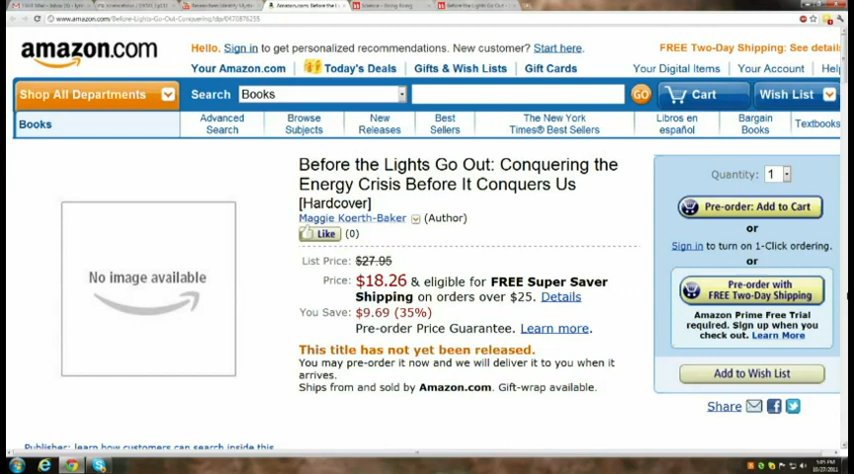 www.amazon.com/Before-Lights-Go-Out-Conquering/dp/0470876255
amazon.com
Hello. Sign in to get personalized recommendations. New customer? Start here.
FREE Two-Day Shipping: See details
Your Amazon.com
Today's Deals
Gifts & Wish Lists
Gift Cards
Your Digital Items
Your Account
Help
Shop All Departments
Search
Books
GO
Cart
Wish List
Books
Advanced Search
Browse Subjects
New Releases
Best Sellers
The New York Times® Best Sellers
Libros en español
Bargain Books
Textbooks
Before the Lights Go Out: Conquering the
Energy Crisis Before It Conquers Us
[Hardcover]
Maggie Koerth-Baker (Author)
Like (0)
No image available
List Price: $27.95
Price: $18.26 & eligible for FREE Super Saver
Shipping on orders over $25. Details
You Save: $9.69 (35%)
Pre-order Price Guarantee. Learn more.
This title has not yet been released.
You may pre-order it now and we will deliver it to you when it
arrives.
Ships from and sold by Amazon.com. Gift-wrap available.
Quantity: 1
Pre-order: Add to Cart
or
Sign in to turn on 1-Click ordering.
or
Pre-order with
FREE Two-Day Shipping
Amazon Prime Free Trial
required. Sign up when you
check out. Learn More
Add to Wish List
Share
Publisher: learn how customers can search inside this